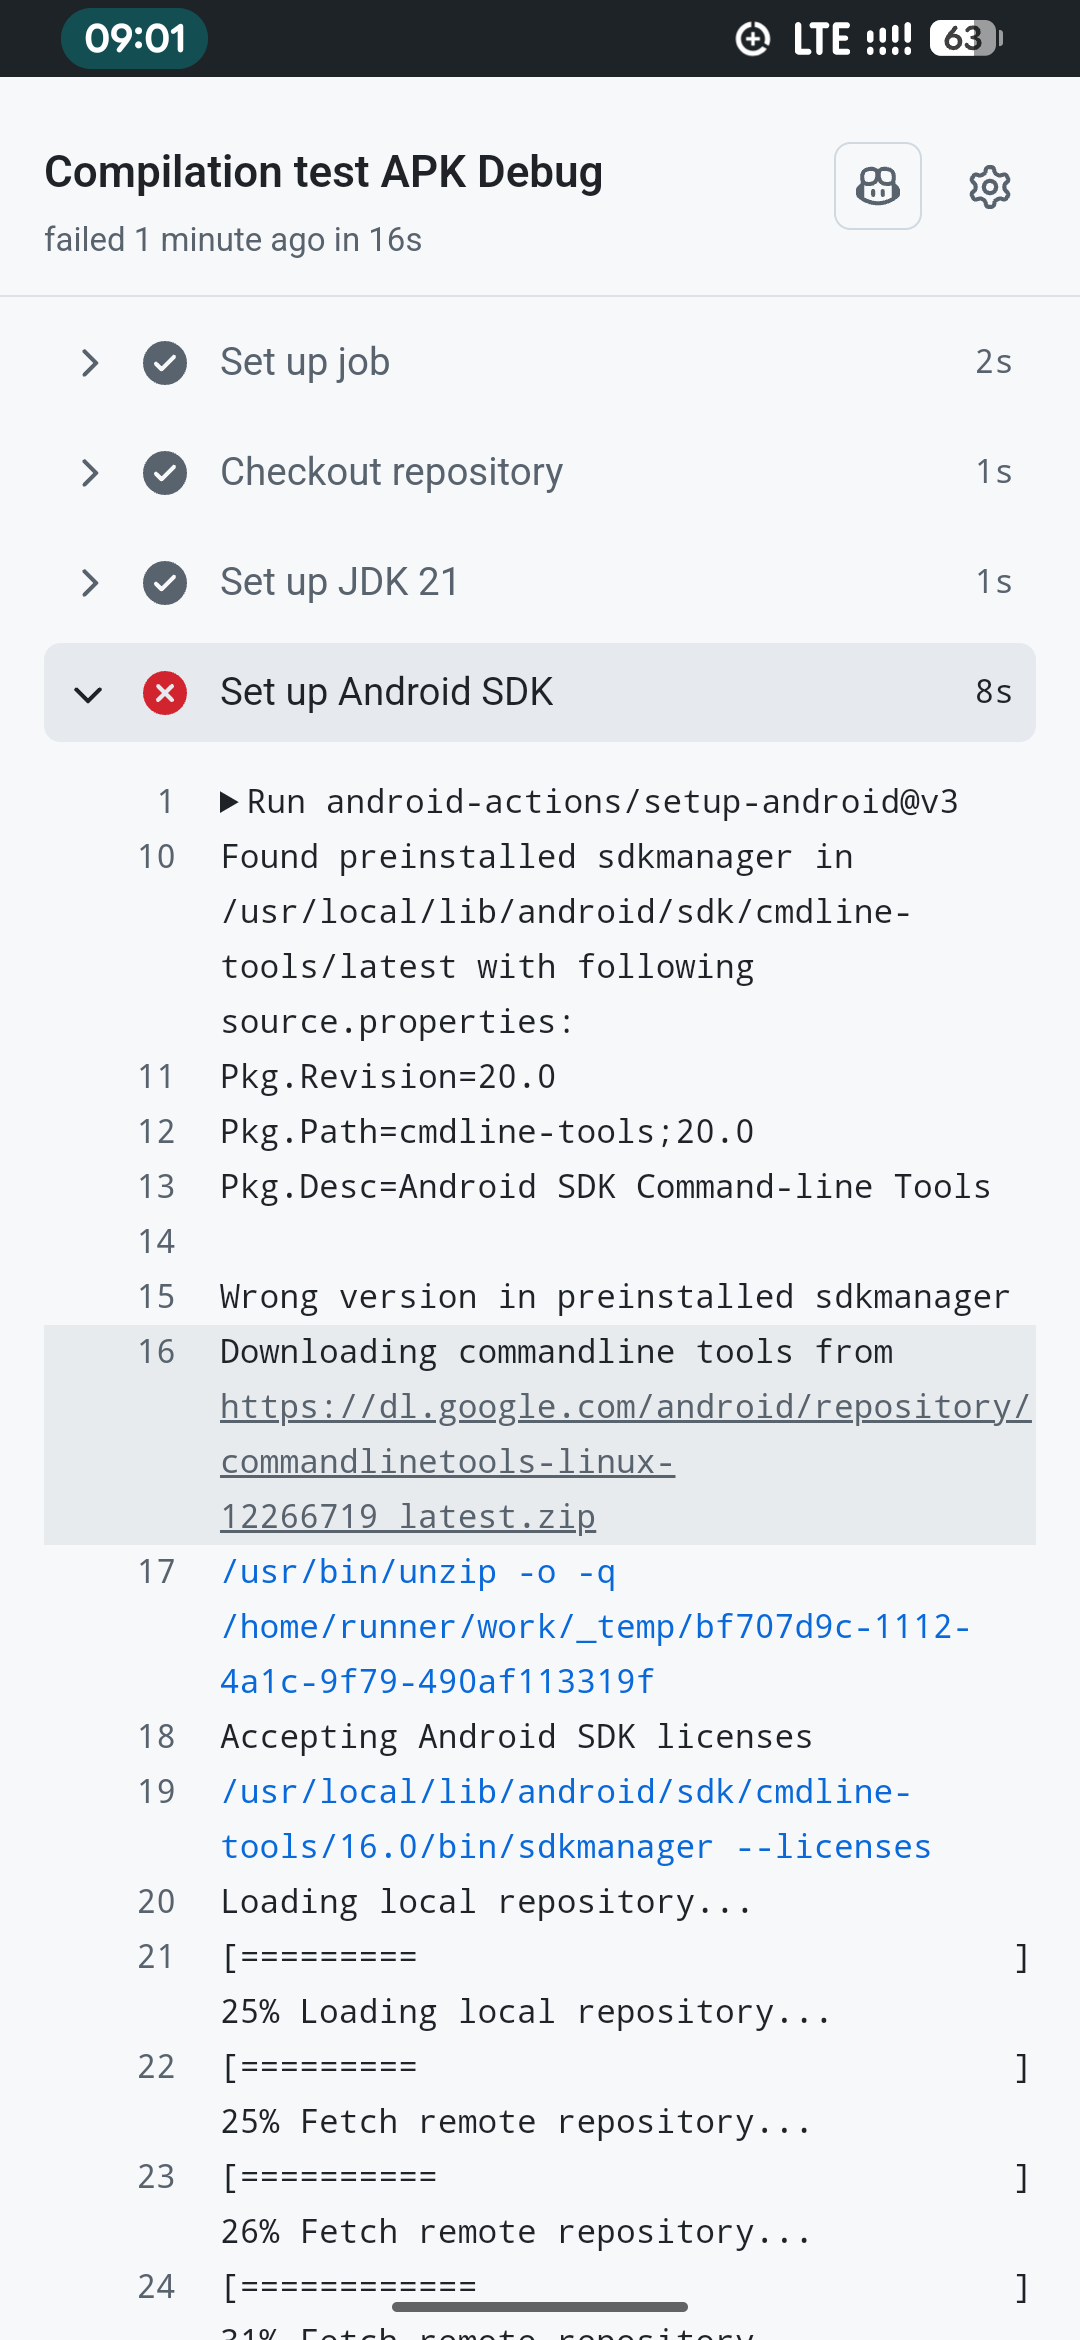 09:01
LTE 63
Compilation test APK Debug
failed 1 minute ago in 16s
Set up job 2s
Checkout repository 1s
Set up JDK 21 1s
Set up Android SDK 8s
1 Run android-actions/setup-android@v3
10 Found preinstalled sdkmanager in
/usr/local/lib/android/sdk/cmdline-
tools/latest with following
source.properties:
11 Pkg.Revision=20.0
12 Pkg.Path=cmdline-tools;20.0
13 Pkg.Desc=Android SDK Command-line Tools
14
15 Wrong version in preinstalled sdkmanager
16 Downloading commandline tools from
https://dl.google.com/android/repository/
commandlinetools-linux-
12266719_latest.zip
17 /usr/bin/unzip -o -q
/home/runner/work/_temp/bf707d9c-1112-
4a1c-9f79-490af113319f
18 Accepting Android SDK licenses
19 /usr/local/lib/android/sdk/cmdline-
tools/16.0/bin/sdkmanager --licenses
20 Loading local repository...
21 [=========                              ]
25% Loading local repository...
22 [=========                              ]
25% Fetch remote repository...
23 [==========                             ]
26% Fetch remote repository...
24 [============                           ]
31% Fetch remote repository